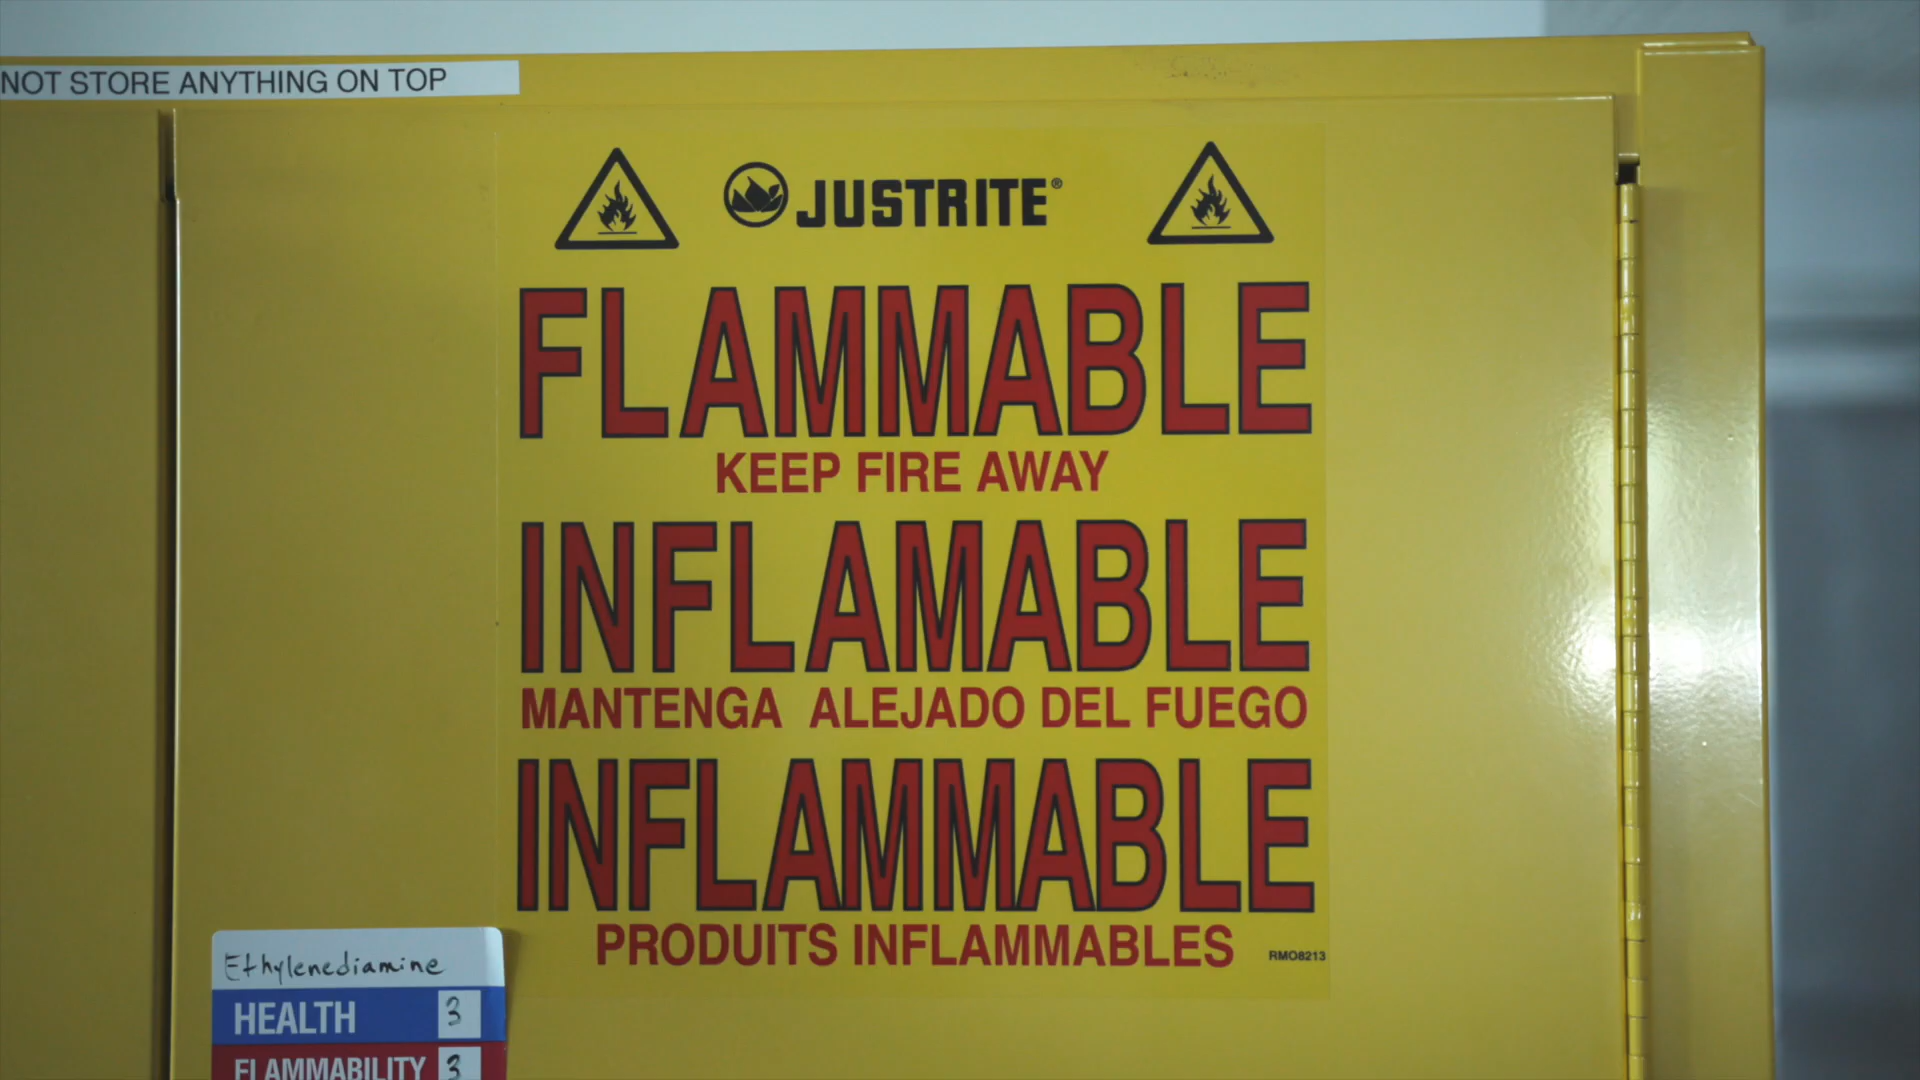 NOT STORE ANYTHING ON TOP
JUSTRITE®
FLAMMABLE
KEEP FIRE AWAY
INFLAMABLE
MANTENGA ALEJADO DEL FUEGO
INFLAMMABLE
PRODUITS INFLAMMABLES
RMO8213
Ethylenediamine
HEALTH 3
FLAMMABILITY 3